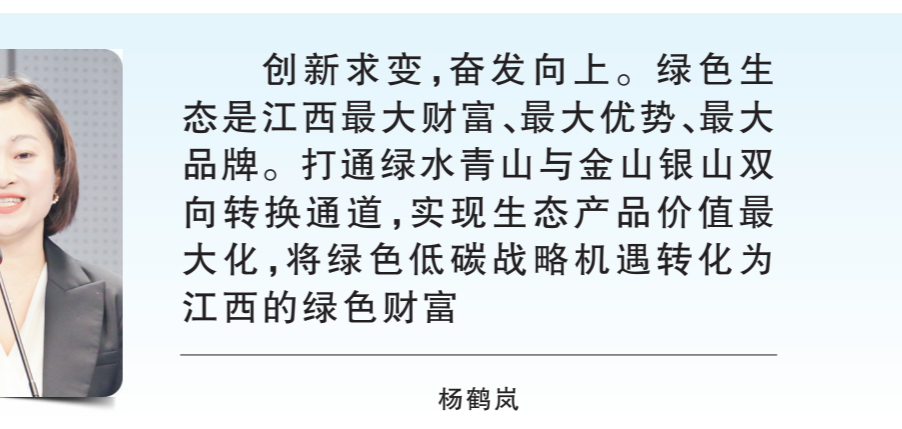 创新求变,奋发向上。绿色生
态是江西最大财富、最大优势、最大
品牌。打通绿水青山与金山银山双
向转换通道,实现生态产品价值最
大化,将绿色低碳战略机遇转化为
江西的绿色财富
杨鹤岚